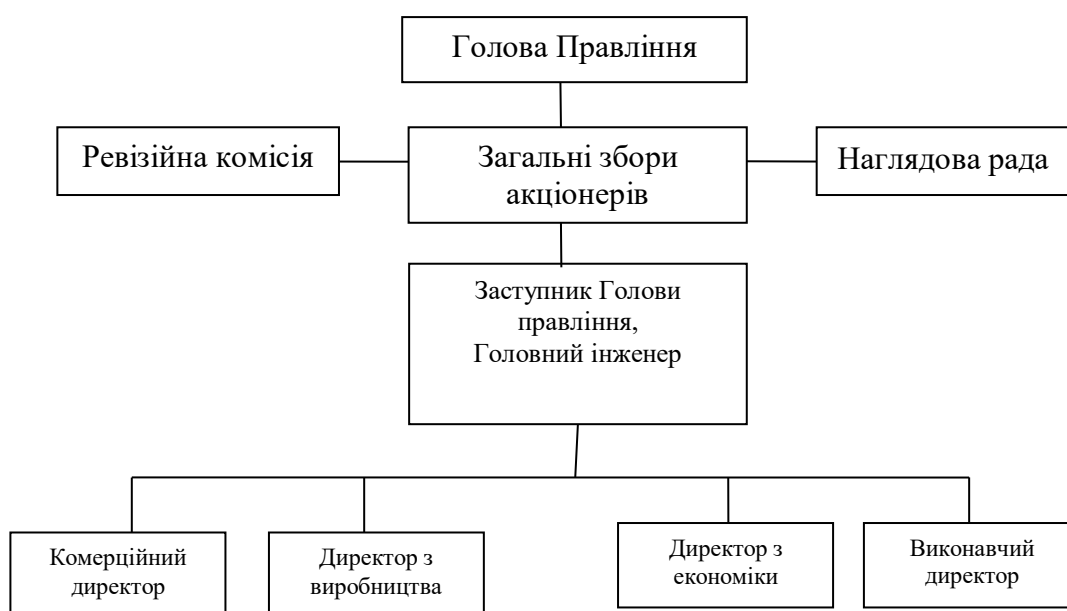 Голова Правління
Ревізійна комісія
Загальні збори
акціонерів
Наглядова рада
Заступник Голови
правління,
Головний інженер
Комерційний
директор
Директор з
виробництва
Директор з
економіки
Виконавчий
директор